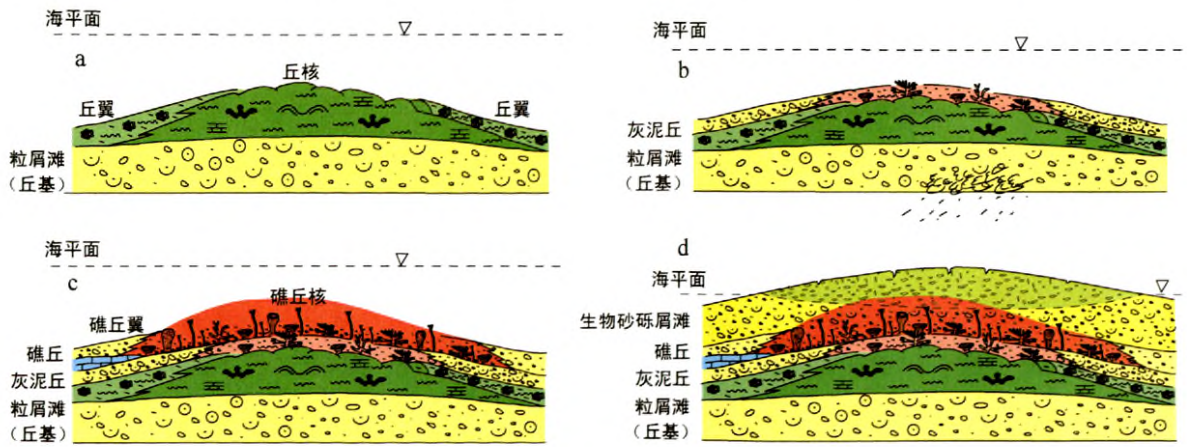 海平面
a
丘核
丘翼
丘翼
粒屑滩
（丘基）
海平面
b
灰泥丘
粒屑滩
（丘基）
海平面
c
礁丘核
礁丘翼
礁丘
灰泥丘
粒屑滩
（丘基）
d
海平面
生物砂砾屑滩
礁丘
灰泥丘
粒屑滩
（丘基）